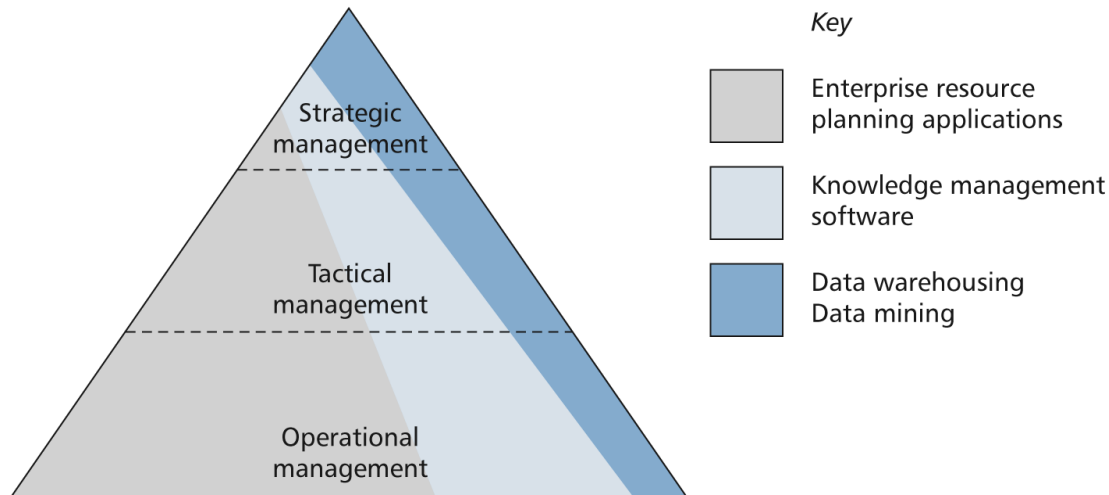 Strategic
management
Tactical
management
Operational
management
Key
Enterprise resource
planning applications
Knowledge management
software
Data warehousing
Data mining